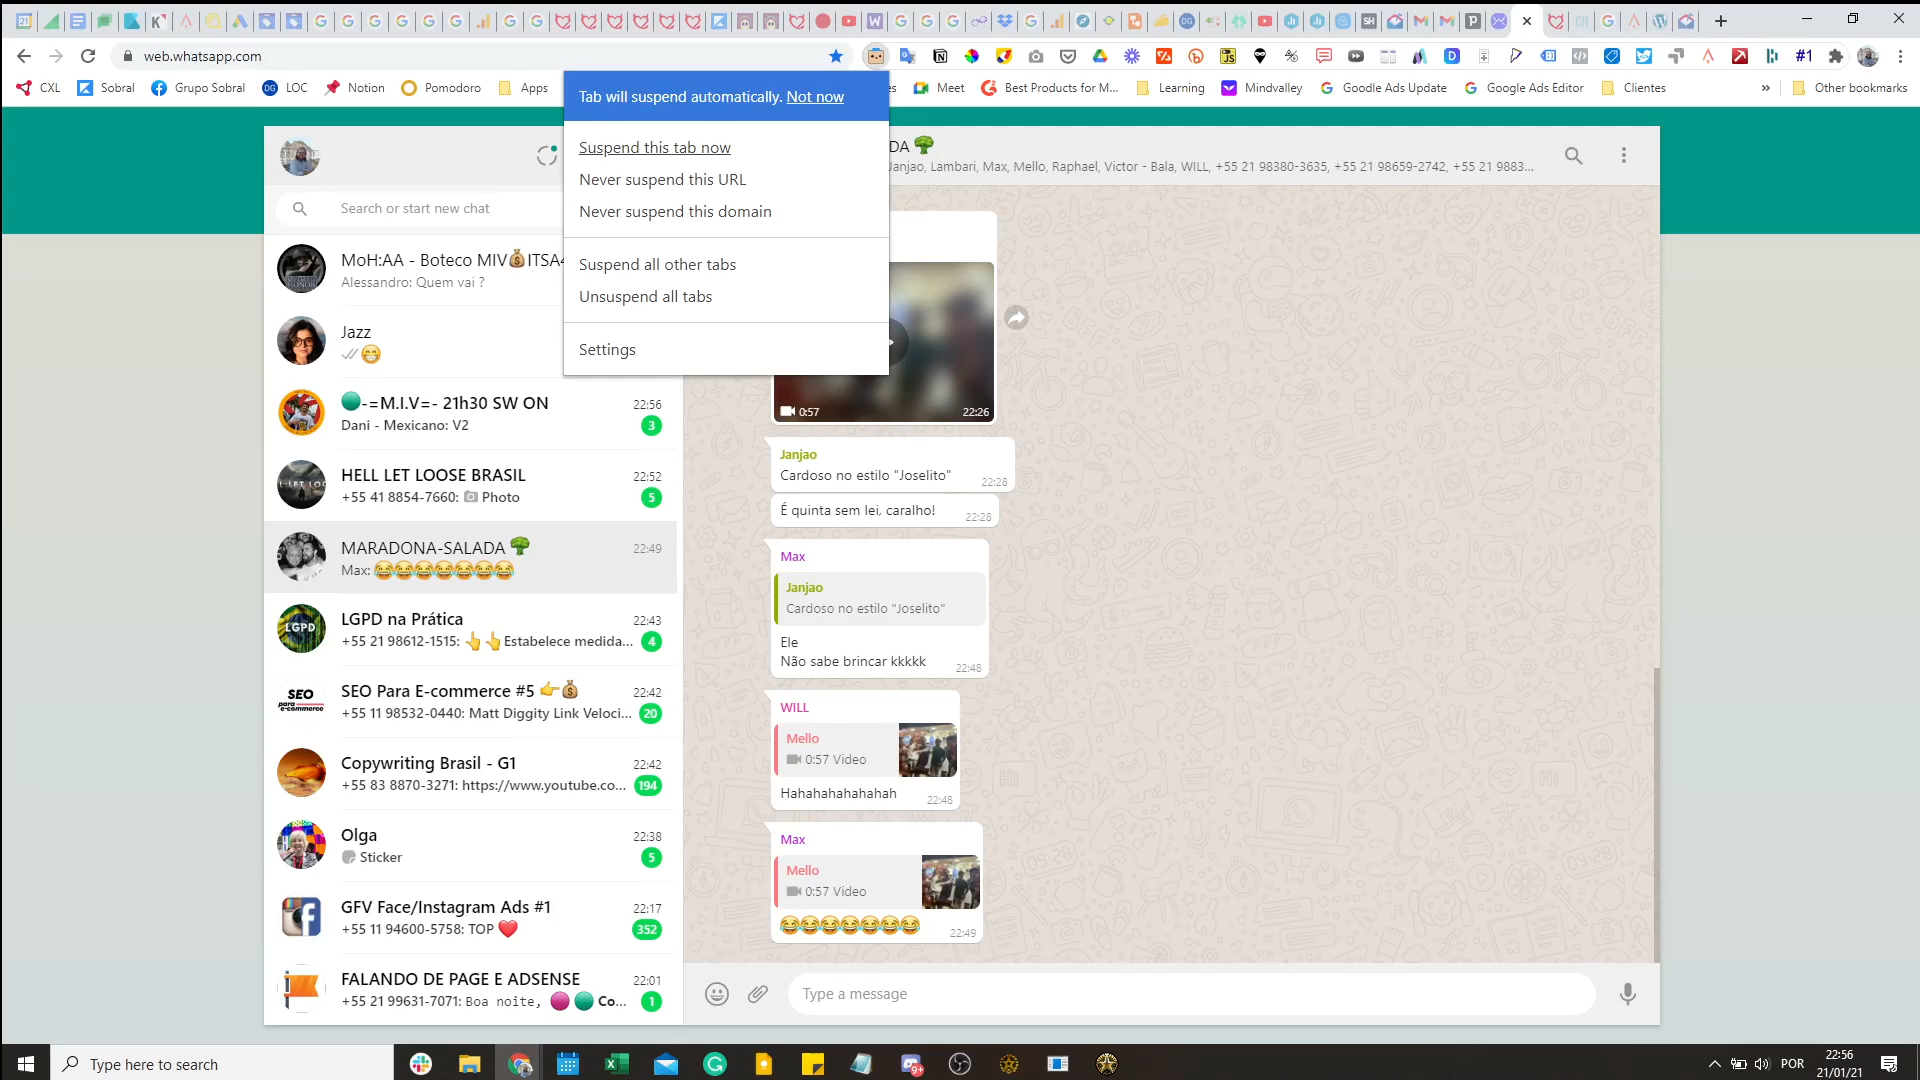 web.whatsapp.com
#1
CXL
Sobral
Grupo Sobral
LOC
Notion
Pomodoro
Apps
Meet
Best Products for M...
Learning
Mindvalley
Goodle Ads Update
Google Ads Editor
Clientes
»
Other bookmarks
Tab will suspend automatically. Not now
Suspend this tab now
Never suspend this URL
Never suspend this domain
Suspend all other tabs
Unsuspend all tabs
Settings
Search or start new chat
MoH:AA - Boteco MIV💰ITSA4
Alessandro: Quem vai ?
Jazz
😁
-=M.I.V=- 21h30 SW ON
22:56
Dani - Mexicano: V2
3
HELL LET LOOSE BRASIL
22:52
+55 41 8854-7660: Photo
5
MARADONA-SALADA 🥦
22:49
Max: 😂😂😂😂😂😂😂
LGPD
LGPD na Prática
22:43
+55 21 98612-1515: 👆👆Estabelece medida...
4
SEO
para e-commerce
SEO Para E-commerce #5 👉💰
22:42
+55 11 98532-0440: Matt Diggity Link Veloci...
20
Copywriting Brasil - G1
22:42
+55 83 8870-3271: https://www.youtube.co...
194
Olga
22:38
Sticker
5
GFV Face/Instagram Ads #1
22:17
+55 11 94600-5758: TOP ❤️
352
FALANDO DE PAGE E ADSENSE
22:01
+55 21 99631-7071: Boa noite, Co...
1
DA 🥦
Janjao, Lambari, Max, Mello, Raphael, Victor - Bala, WILL, +55 21 98380-3635, +55 21 98659-2742, +55 21 9883...
0:57
22:26
Janjao
Cardoso no estilo "Joselito"
22:28
É quinta sem lei, caralho!
22:28
Max
Janjao
Cardoso no estilo "Joselito"
Ele
Não sabe brincar kkkkk
22:48
WILL
Mello
0:57 Video
Hahahahahahahah
22:48
Max
Mello
0:57 Video
😂😂😂😂😂😂😂
22:49
Type a message
Type here to search
9+
POR
22:56
21/01/21